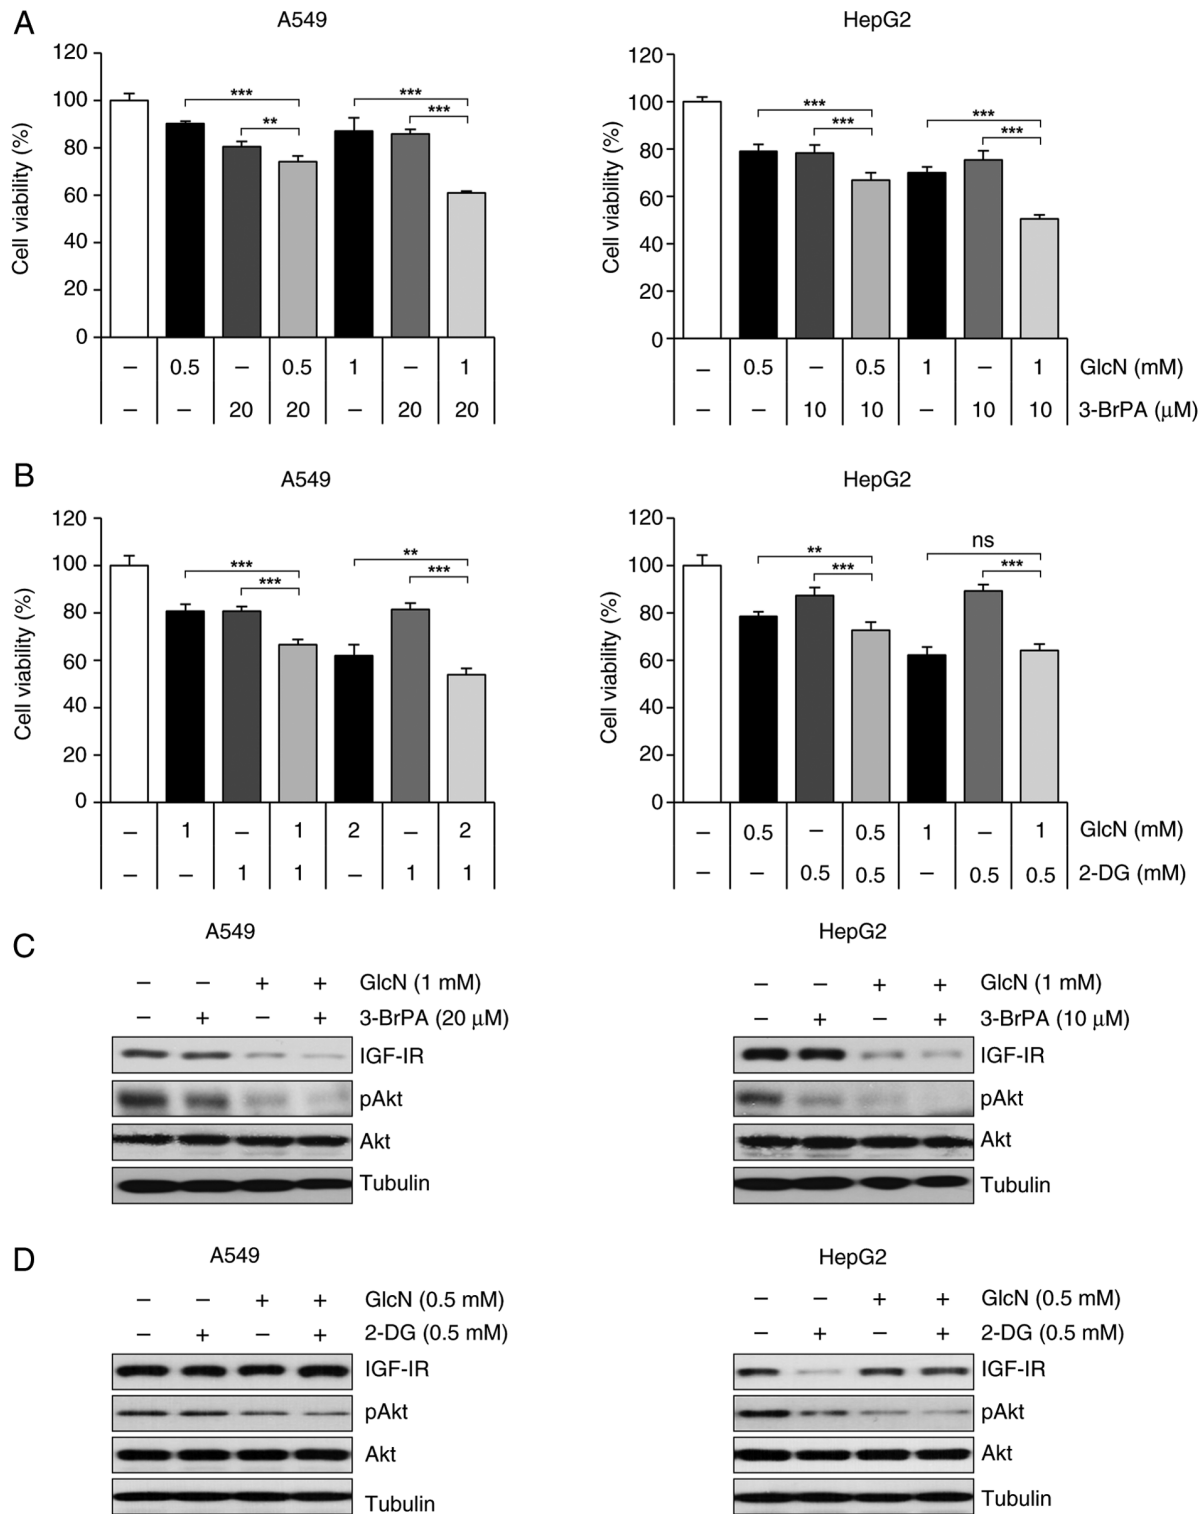 A
A549
HepG2
Cell viability (%)
120
100
80
60
40
20
0
***
**
***
***
– 0.5 – 0.5 1 – 1
– – 20 20 – 20 20
Cell viability (%)
120
100
80
60
40
20
0
***
***
***
***
– 0.5 – 0.5 1 – 1 GlcN (mM)
– – 10 10 – 10 10 3-BrPA (μM)
B
A549
HepG2
Cell viability (%)
120
100
80
60
40
20
0
***
***
**
***
– 1 – 1 2 – 2
– – 1 1 – 1 1
Cell viability (%)
120
100
80
60
40
20
0
**
***
ns
***
– 0.5 – 0.5 1 – 1 GlcN (mM)
– – 0.5 0.5 – 0.5 0.5 2-DG (mM)
C
A549
– – + + GlcN (1 mM)
– + – + 3-BrPA (20 μM)
IGF-IR
pAkt
Akt
Tubulin
HepG2
– – + + GlcN (1 mM)
– + – + 3-BrPA (10 μM)
IGF-IR
pAkt
Akt
Tubulin
D
A549
– – + + GlcN (0.5 mM)
– + – + 2-DG (0.5 mM)
IGF-IR
pAkt
Akt
Tubulin
HepG2
– – + + GlcN (0.5 mM)
– + – + 2-DG (0.5 mM)
IGF-IR
pAkt
Akt
Tubulin